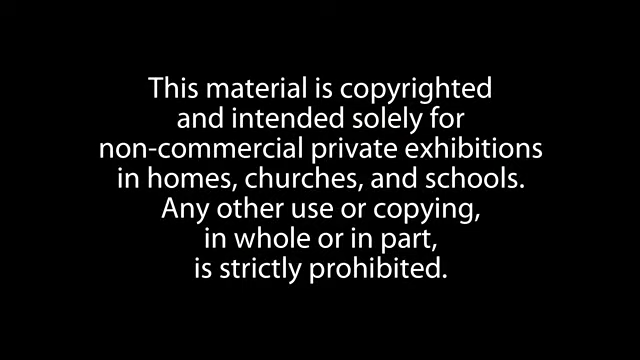 This material is copyrighted
and intended solely for
non-commercial private exhibitions
in homes, churches, and schools.
Any other use or copying,
in whole or in part,
is strictly prohibited.